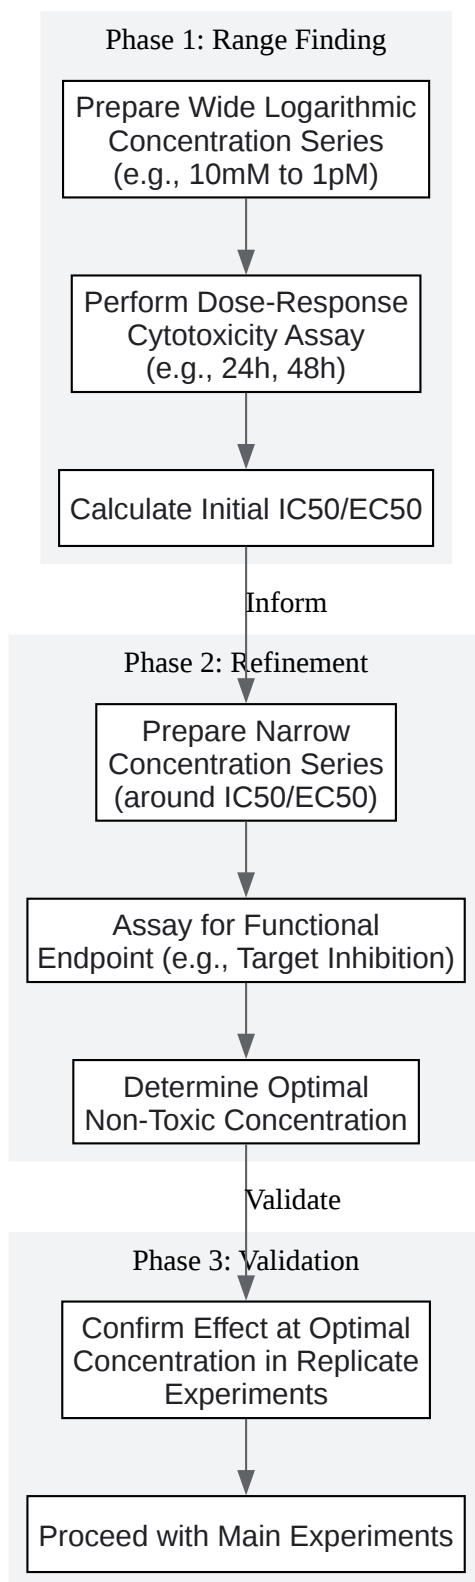 Phase 1: Range Finding
Prepare Wide Logarithmic
Concentration Series
(e.g., 10mM to 1pM)
Perform Dose-Response
Cytotoxicity Assay
(e.g., 24h, 48h)
Calculate Initial IC50/EC50
Inform
Phase 2: Refinement
Prepare Narrow
Concentration Series
(around IC50/EC50)
Assay for Functional
Endpoint (e.g., Target Inhibition)
Determine Optimal
Non-Toxic Concentration
Validate
Phase 3: Validation
Confirm Effect at Optimal
Concentration in Replicate
Experiments
Proceed with Main Experiments